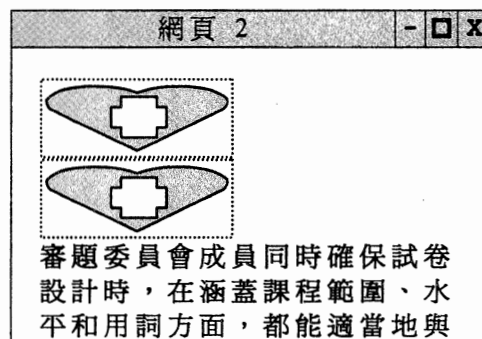 網頁 2
審題委員會成員同時確保試卷
設計時，在涵蓋課程範圍、水
平和用詞方面，都能適當地與